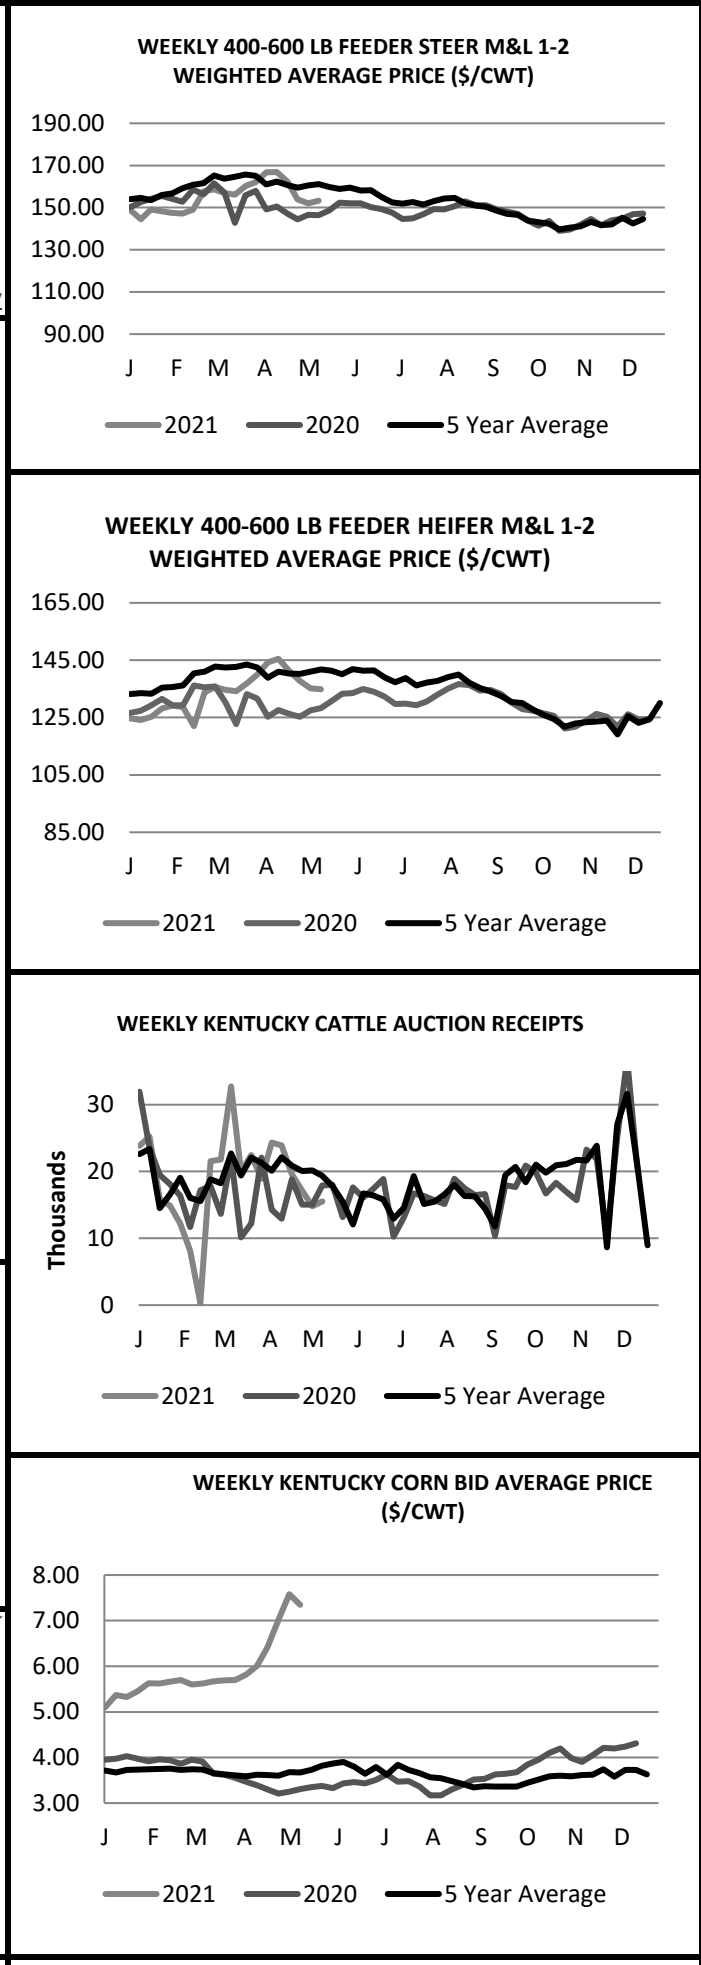 WEEKLY 400-600 LB FEEDER STEER M&L 1-2
WEIGHTED AVERAGE PRICE ($/CWT)
190.00
170.00
150.00
130.00
110.00
90.00
J F M A M J J A S O N D
2021 2020 5 Year Average
WEEKLY 400-600 LB FEEDER HEIFER M&L 1-2
WEIGHTED AVERAGE PRICE ($/CWT)
165.00
145.00
125.00
105.00
85.00
J F M A M J J A S O N D
2021 2020 5 Year Average
WEEKLY KENTUCKY CATTLE AUCTION RECEIPTS
Thousands
30
20
10
0
J F M A M J J A S O N D
2021 2020 5 Year Average
WEEKLY KENTUCKY CORN BID AVERAGE PRICE
($/CWT)
8.00
7.00
6.00
5.00
4.00
3.00
J F M A M J J A S O N D
2021 2020 5 Year Average